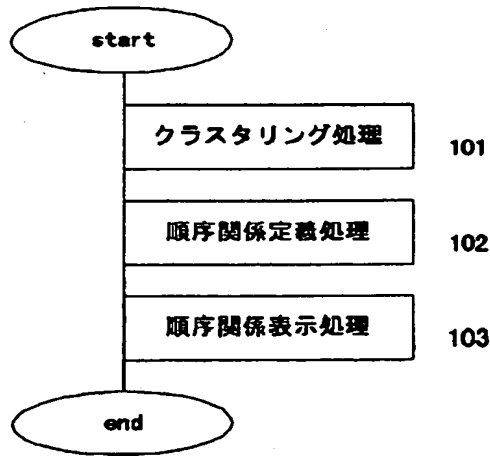 start
クラスタリング処理
101
順序関係定義処理
102
順序関係表示処理
103
end